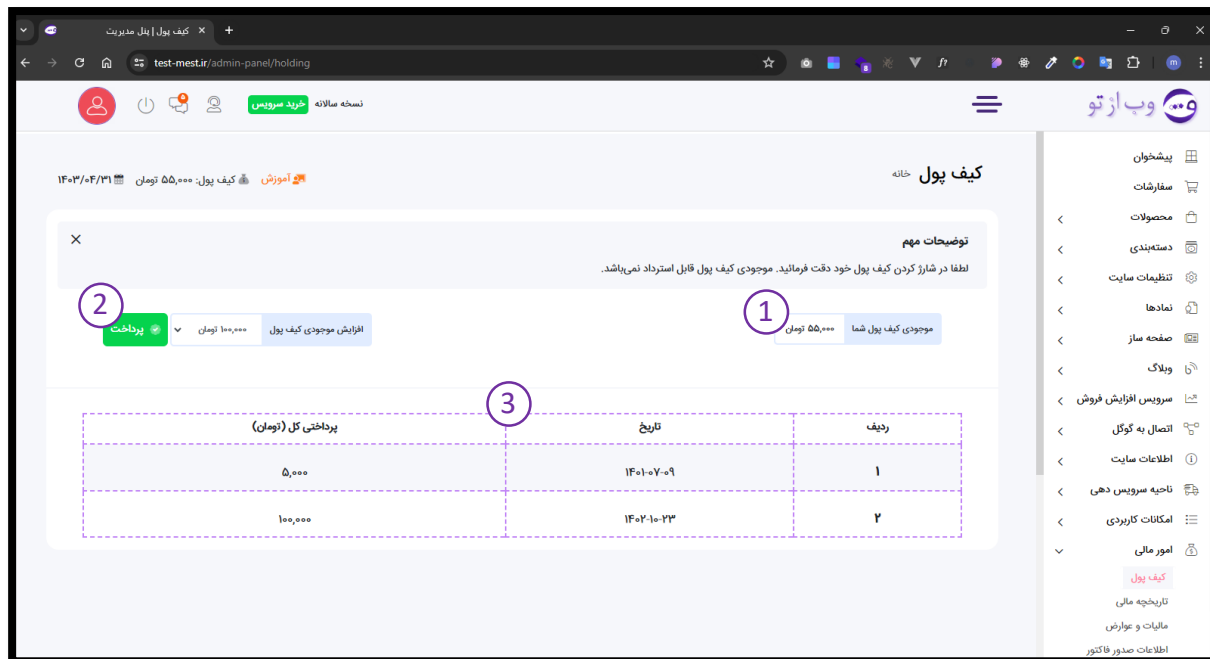 کیف پول | پنل مدیریت
test-mest.ir/admin-panel/holding
وب از تو
نسخه سالانه خرید سرویس
پیشخوان
سفارشات
محصولات
دسته‌بندی
تنظیمات سایت
نمادها
صفحه ساز
وبلاگ
سرویس افزایش فروش
اتصال به گوگل
اطلاعات سایت
ناحیه سرویس دهی
امکانات کاربردی
امور مالی
کیف پول
تاریخچه مالی
مالیات و عوارض
اطلاعات صدور فاکتور
کیف پول خانه
آموزش کیف پول: ۵۵,۰۰۰ تومان ۱۴۰۳/۰۴/۳۱
توضیحات مهم
لطفا در شارژ کردن کیف پول خود دقت فرمائید. موجودی کیف پول قابل استرداد نمی‌باشد.
1
2
موجودی کیف پول شما ۵۵,۰۰۰ تومان
افزایش موجودی کیف پول ۱۰۰,۰۰۰ تومان پرداخت
3
ردیف تاریخ پرداختی کل (تومان)
۱ ۱۴۰۱-۰۷-۰۹ ۵,۰۰۰
۲ ۱۴۰۲-۱۰-۲۳ ۱۰۰,۰۰۰